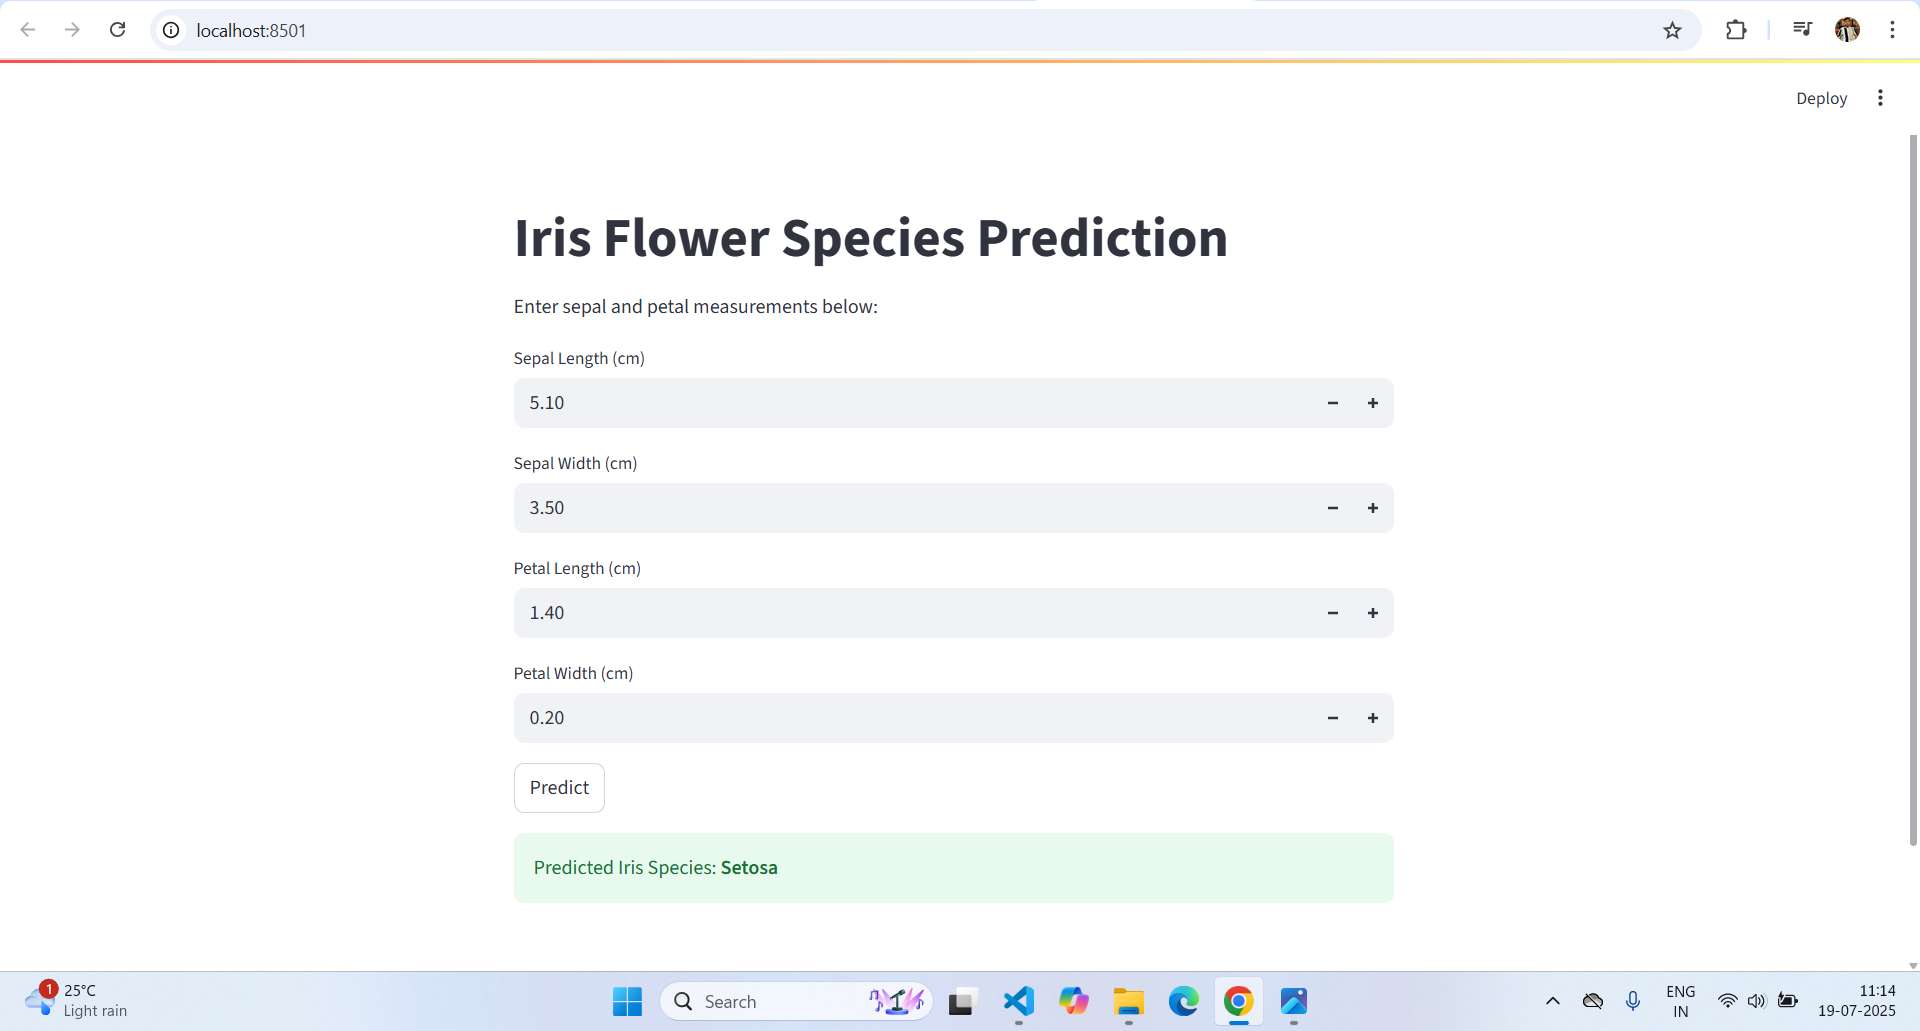 localhost:8501
Deploy
Iris Flower Species Prediction
Enter sepal and petal measurements below:
Sepal Length (cm)
5.10
Sepal Width (cm)
3.50
Petal Length (cm)
1.40
Petal Width (cm)
0.20
Predict
Predicted Iris Species: Setosa
1
25°C
Light rain
Search
ENG
IN
11:14
19-07-2025